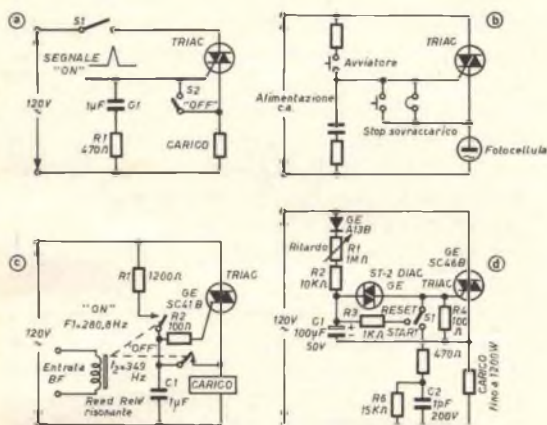 a
S1
TRIAC
SEGNALE
"ON"
1µF
C1
S2
"OFF"
120V
R1
470Ω
CARICO
b
TRIAC
Avviatore
Alimentazione
c.a.
Stop sovraccarico
Fotocellula
c
R1
1200Ω
TRIAC
GE
SC41B
"ON"
F1=280,8Hz
R2
100Ω
120V
"OFF"
f2=349
Hz
Entrata
BF
C1
1µF
CARICO
Reed Relè
risonante
d
GE
A13B
Ritardo
R1
1MΩ
GE
SC46B
R2
10KΩ
ST-2 DIAC
GE
TRIAC
120V
R3
RESET
S1
R4
100
Ω
C1
100µF
50V
1KΩ
START
470Ω
R6
15KΩ
C2
1µF
200V
CARICO
Fino a 1200W